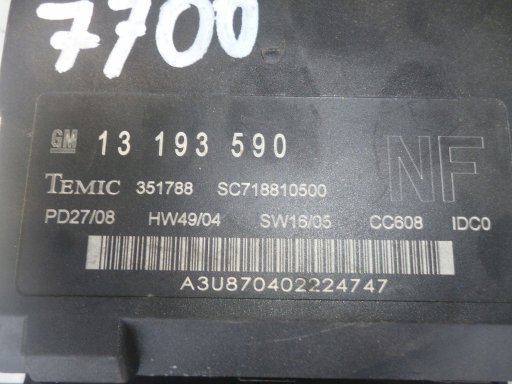 7700
GM 13 193 590 NF
TEMIC 351788 SC718810500
PD27/08 HW49/04 SW16/05 CC608 IDC0
A3U870402224747